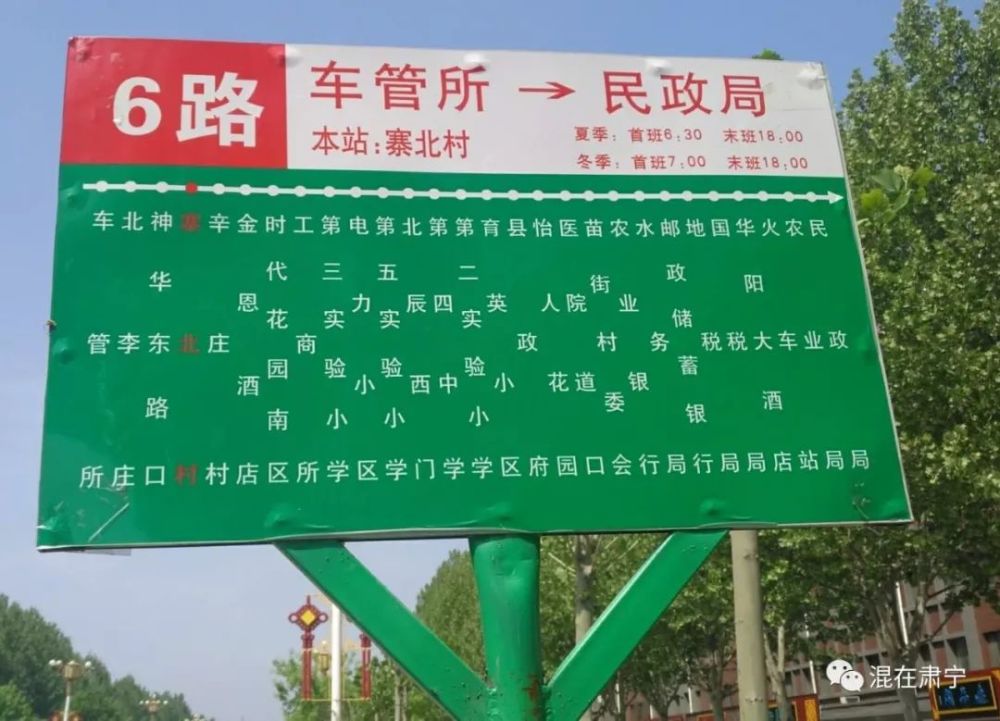 6路
车管所 → 民政局
本站:寨北村
夏季: 首班6:30 末班18:00
冬季: 首班7:00 末班18:00
车管所
北李庄
神华东路口
寨北村
辛庄村
金恩酒店
时代花园南区
工商所
第三实验小学
电力小区
第五实验小学
北辰西门
第四中学
第二实验小学
育英小区
县政府
怡人花园
医院道口
苗街村委会
农业银行
水务局
邮政储蓄银行
地税局
国税局
华阳大酒店
火车站
农业局
民政局
混在肃宁